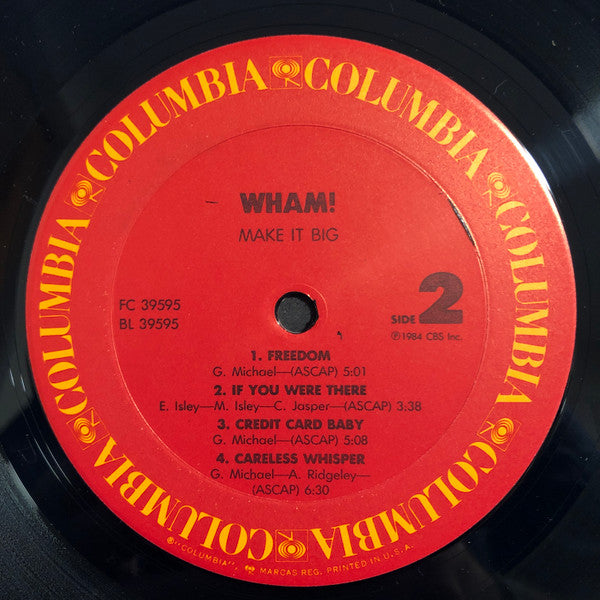 COLUMBIA COLUMBIA COLUMBIA COLUMBIA COLUMBIA COLUMBIA
WHAM!
MAKE IT BIG
FC 39595
BL 39595
SIDE 2
℗1984 CBS Inc.
1. FREEDOM
G. Michael—(ASCAP) 5:01
2. IF YOU WERE THERE
E. Isley—M. Isley—C. Jasper—(ASCAP) 3:38
3. CREDIT CARD BABY
G. Michael—(ASCAP) 5:08
4. CARELESS WHISPER
G. Michael—A. Ridgeley—
(ASCAP) 6:30
®"COLUMBIA", MARCAS REG. PRINTED IN U.S.A.